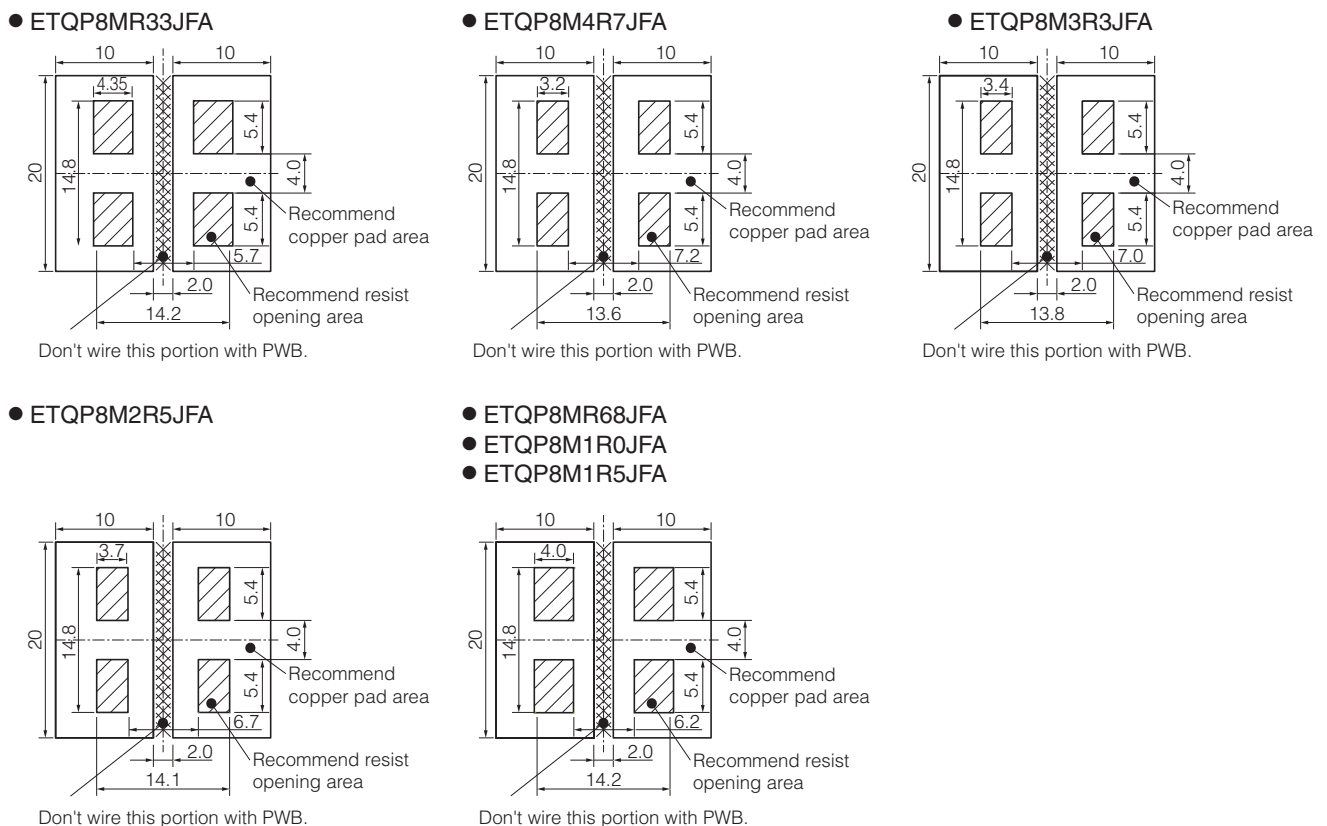 ● ETQP8MR33JFA
10
10
4.35
20
14.8
5.4
4.0
5.4
Recommend
copper pad area
5.7
2.0
Recommend resist
opening area
14.2
Don't wire this portion with PWB.
● ETQP8M4R7JFA
10
10
3.2
20
14.8
5.4
4.0
5.4
Recommend
copper pad area
7.2
2.0
Recommend resist
opening area
13.6
Don't wire this portion with PWB.
● ETQP8M3R3JFA
10
10
3.4
20
14.8
5.4
4.0
5.4
Recommend
copper pad area
7.0
2.0
Recommend resist
opening area
13.8
Don't wire this portion with PWB.
● ETQP8M2R5JFA
10
10
3.7
20
14.8
5.4
4.0
5.4
Recommend
copper pad area
6.7
2.0
Recommend resist
opening area
14.1
Don't wire this portion with PWB.
● ETQP8MR68JFA
● ETQP8M1R0JFA
● ETQP8M1R5JFA
10
10
4.0
20
14.8
5.4
4.0
5.4
Recommend
copper pad area
6.2
2.0
Recommend resist
opening area
14.2
Don't wire this portion with PWB.